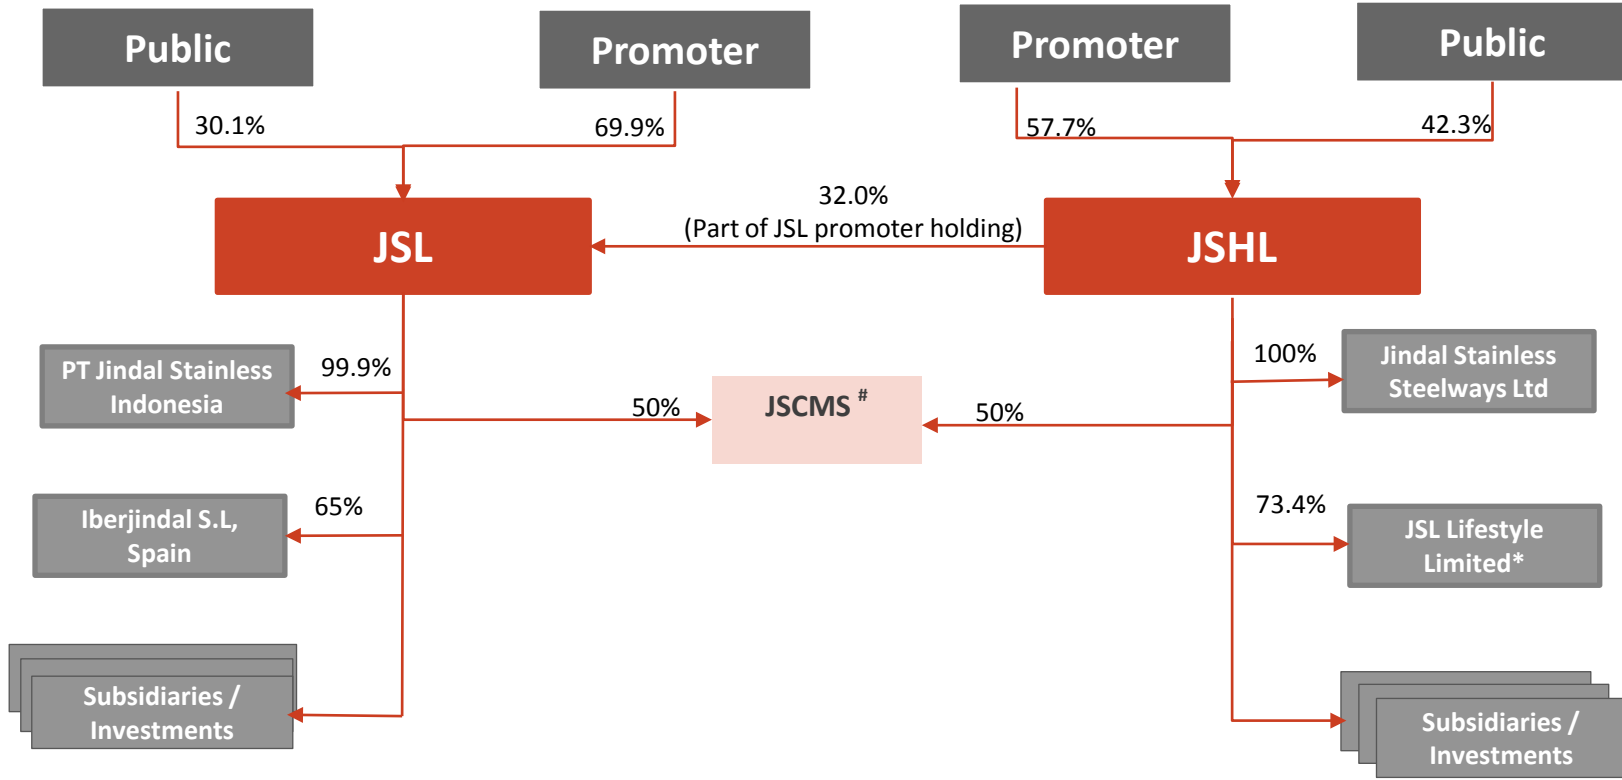 Public
Promoter
Promoter
Public
30.1%
69.9%
57.7%
42.3%
32.0%
(Part of JSL promoter holding)
JSL
JSHL
PT Jindal Stainless
Indonesia
99.9%
100%
Jindal Stainless
Steelways Ltd
50%
JSCMS #
50%
Iberjindal S.L,
Spain
65%
73.4%
JSL Lifestyle
Limited*
Subsidiaries /
Investments
Subsidiaries /
Investments